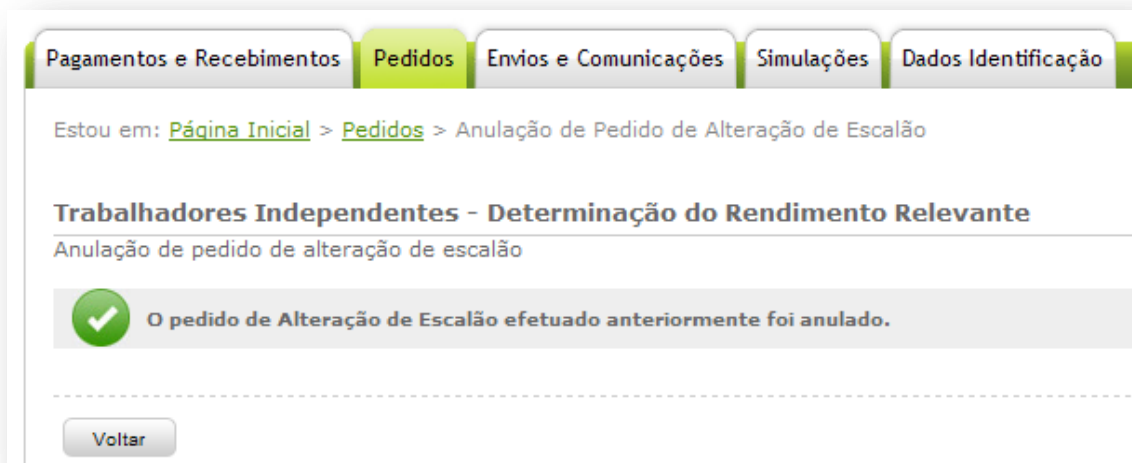 Pagamentos e Recebimentos Pedidos Envios e Comunicações Simulações Dados Identificação
Estou em: Página Inicial > Pedidos > Anulação de Pedido de Alteração de Escalão
Trabalhadores Independentes - Determinação do Rendimento Relevante
Anulação de pedido de alteração de escalão
O pedido de Alteração de Escalão efetuado anteriormente foi anulado.
Voltar